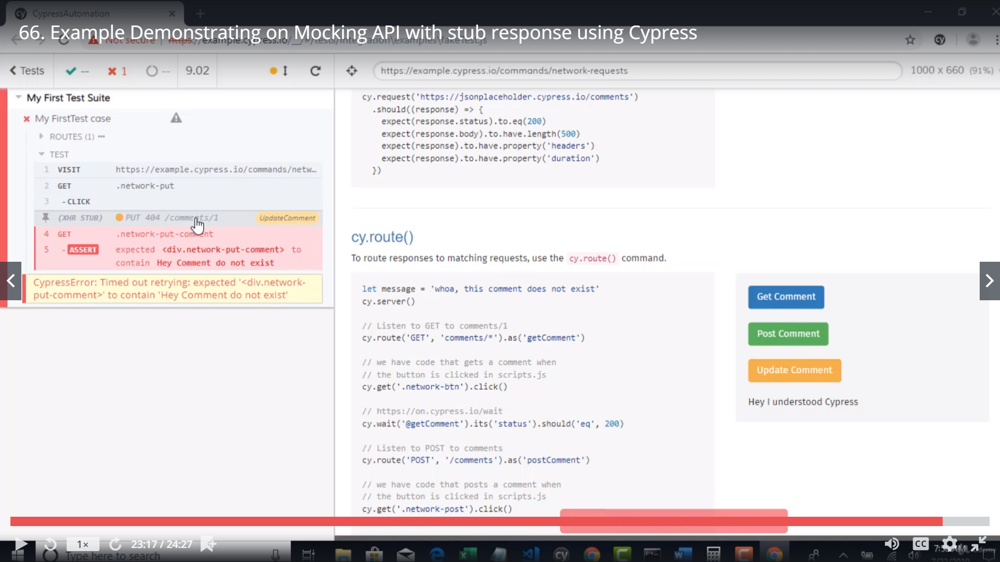 CypressAutomation
66. Example Demonstrating on Mocking API with stub response using Cypress
Not secure | https://example.cypress.io/__/#/tests/integration\examples\fakeTest.js
Tests
--
1
--
9.02
https://example.cypress.io/commands/network-requests
1000 x 660 (91%)
My First Test Suite
My FirstTest case
ROUTES (1)
TEST
1 VISIT https://example.cypress.io/commands/netw…
2 GET .network-put
3 -CLICK
(XHR STUB) PUT 404 /comments/1 UpdateComment
4 GET .network-put-comment
5 -ASSERT expected <div.network-put-comment> to
contain Hey Comment do not exist
CypressError: Timed out retrying: expected '<div.network-
put-comment>' to contain 'Hey Comment do not exist'
cy.request('https://jsonplaceholder.cypress.io/comments')
.should((response) => {
expect(response.status).to.eq(200)
expect(response.body).to.have.length(500)
expect(response).to.have.property('headers')
expect(response).to.have.property('duration')
})
cy.route()
To route responses to matching requests, use the cy.route() command.
let message = 'whoa, this comment does not exist'
cy.server()
// Listen to GET to comments/1
cy.route('GET', 'comments/*').as('getComment')
// we have code that gets a comment when
// the button is clicked in scripts.js
cy.get('.network-btn').click()
// https://on.cypress.io/wait
cy.wait('@getComment').its('status').should('eq', 200)
// Listen to POST to comments
cy.route('POST', '/comments').as('postComment')
// we have code that posts a comment when
// the button is clicked in scripts.js
cy.get('.network-post').click()
Get Comment
Post Comment
Update Comment
Hey I understood Cypress
1×
23:17 / 24:27
CC
Type here to search